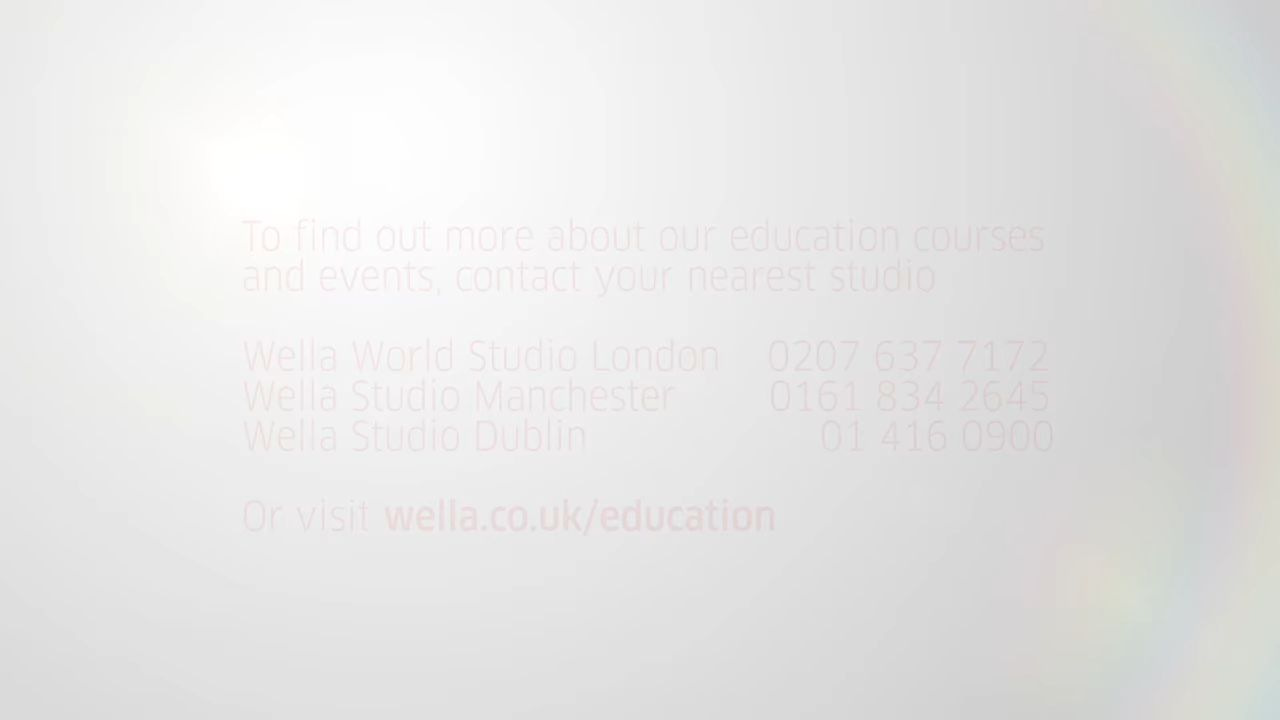 To find out more about our education courses
and events, contact your nearest studio
Wella World Studio London 0207 637 7172
Wella Studio Manchester 0161 834 2645
Wella Studio Dublin 01 416 0900
Or visit wella.co.uk/education